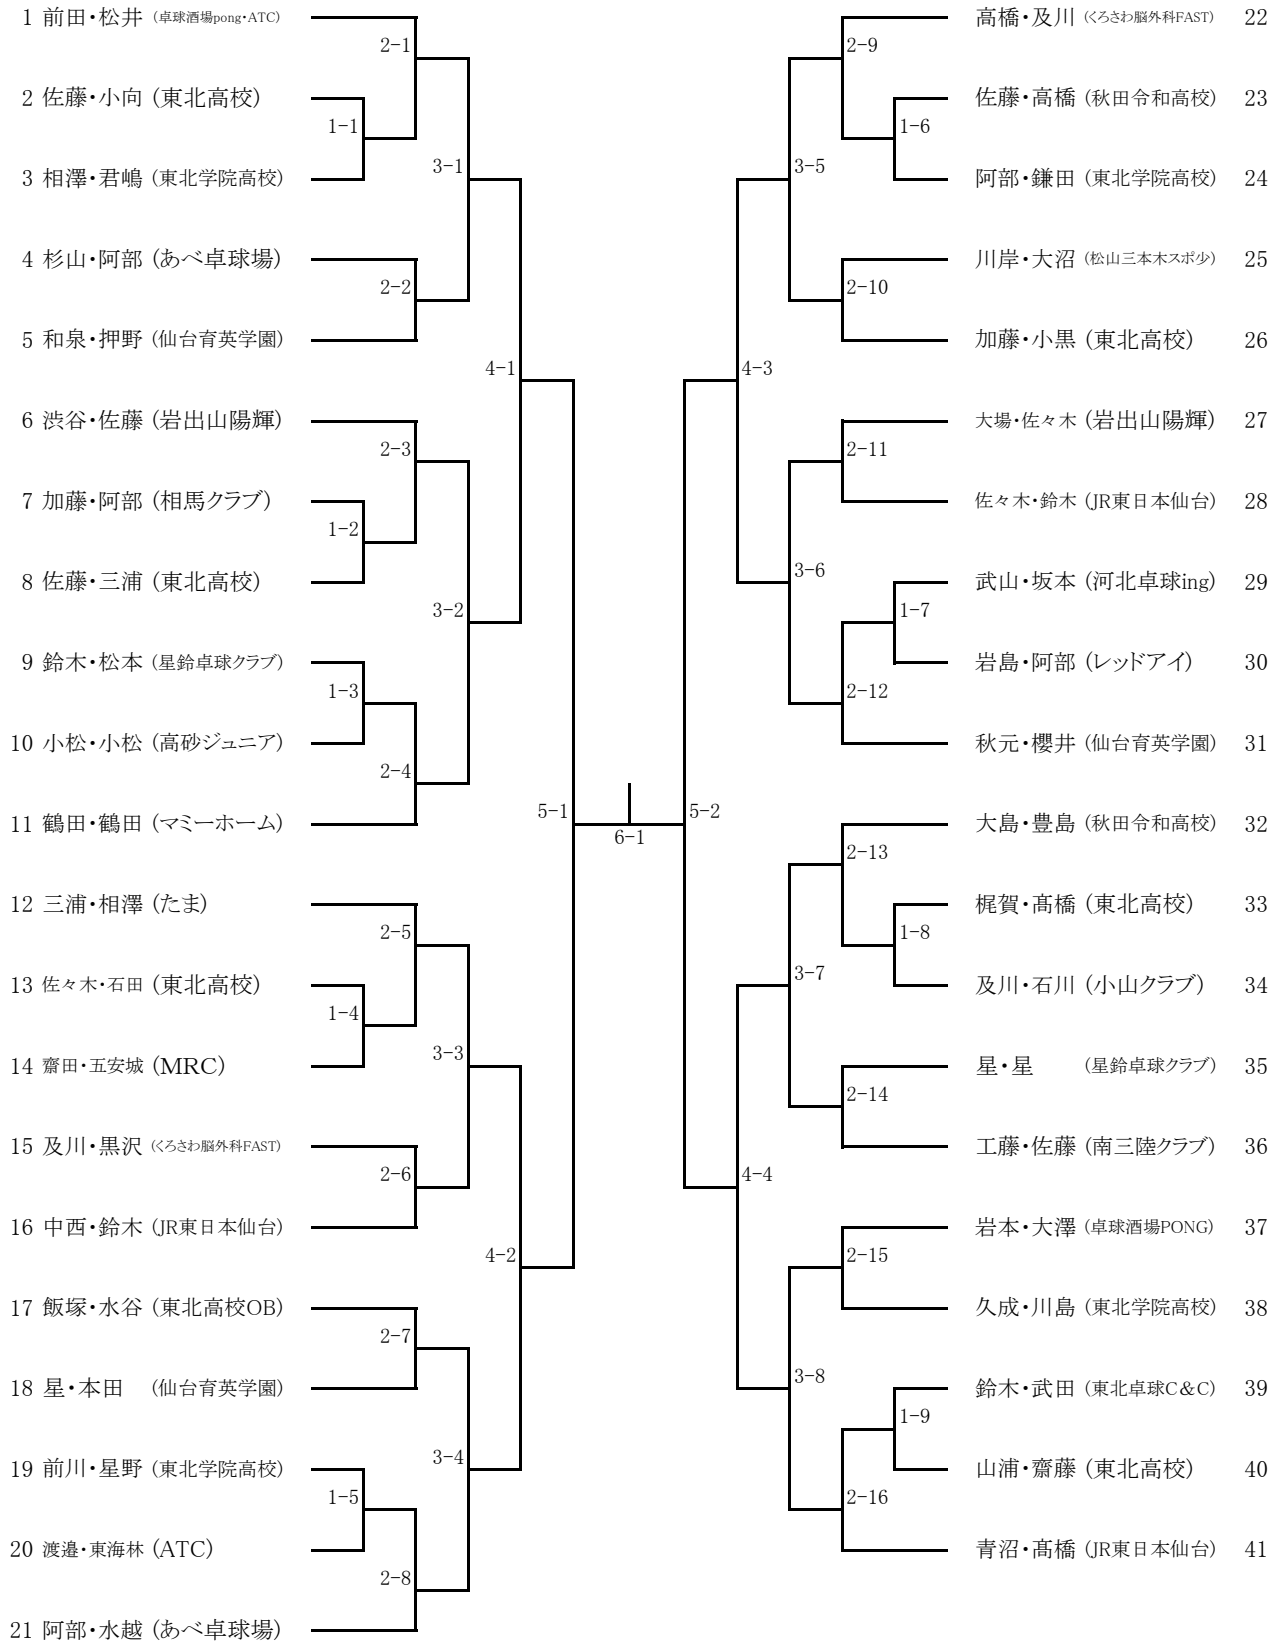 1 前田・松井 (卓球酒場pong・ATC)
2-1
2 佐藤・小向 (東北高校)
1-1
3 相澤・君嶋 (東北学院高校)
3-1
4 杉山・阿部 (あべ卓球場)
2-2
5 和泉・押野 (仙台育英学園)
4-1
6 渋谷・佐藤 (岩出山陽輝)
2-3
7 加藤・阿部 (相馬クラブ)
1-2
8 佐藤・三浦 (東北高校)
3-2
9 鈴木・松本 (星鈴卓球クラブ)
1-3
10 小松・小松 (高砂ジュニア)
2-4
11 鶴田・鶴田 (マミーホーム)
5-1
6-1
12 三浦・相澤 (たま)
2-5
13 佐々木・石田 (東北高校)
1-4
14 齋田・五安城 (MRC)
3-3
15 及川・黒沢 (くろさわ脳外科FAST)
2-6
16 中西・鈴木 (JR東日本仙台)
4-2
17 飯塚・水谷 (東北高校OB)
2-7
18 星・本田 (仙台育英学園)
3-4
19 前川・星野 (東北学院高校)
1-5
20 渡邉・東海林 (ATC)
2-8
21 阿部・水越 (あべ卓球場)
高橋・及川 (くろさわ脳外科FAST) 22
2-9
佐藤・高橋 (秋田令和高校) 23
1-6
3-5
阿部・鎌田 (東北学院高校) 24
川岸・大沼 (松山三本木スポ少) 25
2-10
加藤・小黒 (東北高校) 26
4-3
大場・佐々木 (岩出山陽輝) 27
2-11
佐々木・鈴木 (JR東日本仙台) 28
3-6
武山・坂本 (河北卓球ing) 29
1-7
岩島・阿部 (レッドアイ) 30
2-12
秋元・櫻井 (仙台育英学園) 31
5-2
大島・豊島 (秋田令和高校) 32
2-13
梶賀・髙橋 (東北高校) 33
1-8
3-7
及川・石川 (小山クラブ) 34
星・星 (星鈴卓球クラブ) 35
2-14
工藤・佐藤 (南三陸クラブ) 36
4-4
岩本・大澤 (卓球酒場PONG) 37
2-15
久成・川島 (東北学院高校) 38
3-8
鈴木・武田 (東北卓球C&C) 39
1-9
山浦・齋藤 (東北高校) 40
2-16
青沼・髙橋 (JR東日本仙台) 41